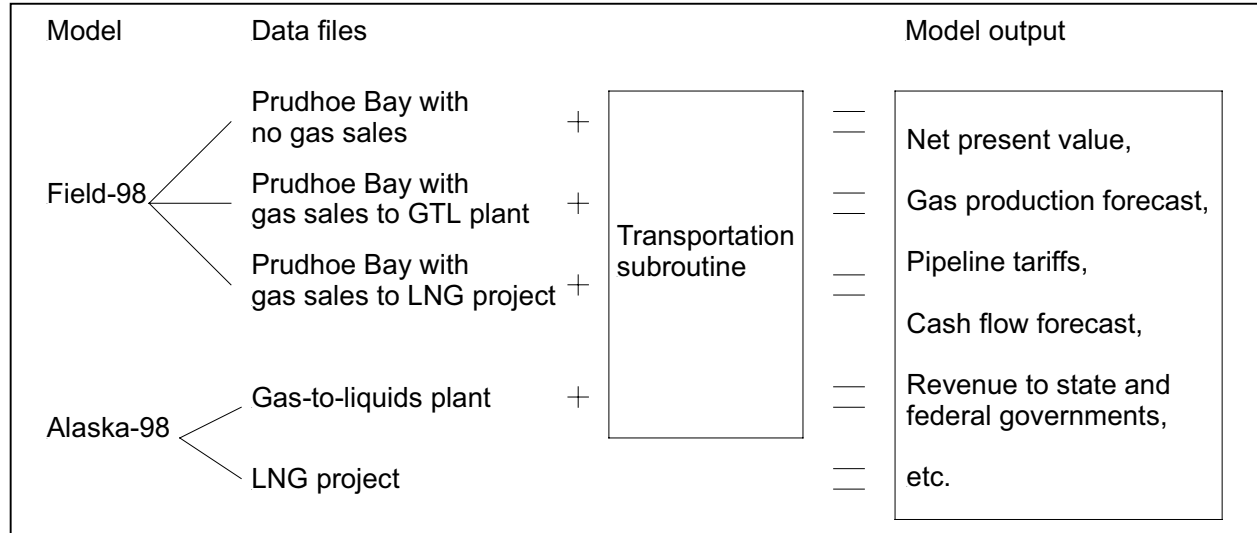 Model Data files Model output
Prudhoe Bay with
no gas sales +
Net present value,
Field-98
Prudhoe Bay with
gas sales to GTL plant +
Gas production forecast,
Transportation
subroutine
Prudhoe Bay with
gas sales to LNG project +
Pipeline tariffs,
Cash flow forecast,
Alaska-98
Gas-to-liquids plant +
Revenue to state and
federal governments,
LNG project
etc.